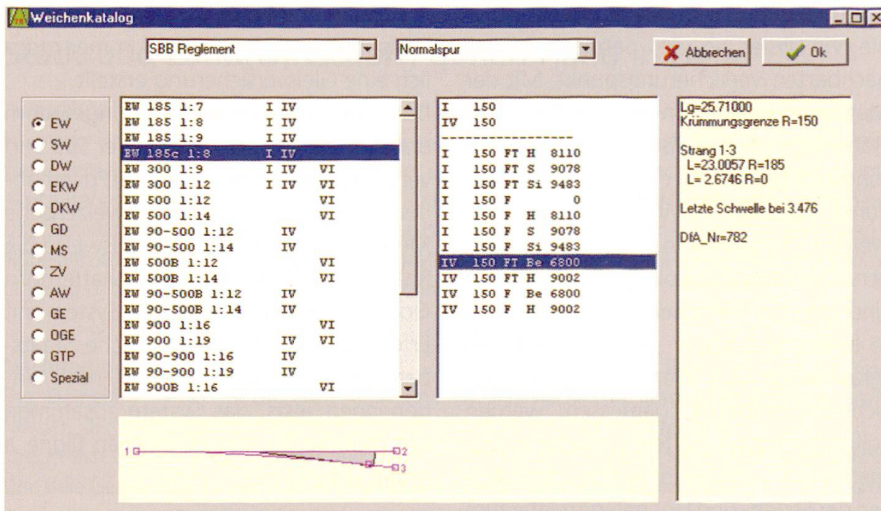 Weichenkatalog
SBB Reglement
Normalspur
Abbrechen
Ok
EW
SW
DW
EKW
DKW
GD
MS
ZV
AW
GE
OGE
GTP
Spezial
EW 185 1:7 I IV
EW 185 1:8 I IV
EW 185 1:9 I IV
EW 185c 1:8 I IV
EW 300 1:9 I IV VI
EW 300 1:12 I IV VI
EW 500 1:12 VI
EW 500 1:14 VI
EW 90-500 1:12 IV
EW 90-500 1:14 IV
EW 500B 1:12 VI
EW 500B 1:14 VI
EW 90-500B 1:12 IV
EW 90-500B 1:14 IV
EW 900 1:16 VI
EW 900 1:19 IV VI
EW 90-900 1:16 IV
EW 90-900 1:19 IV
EW 900B 1:16 VI
I 150
IV 150
------------------
I 150 FT H 8110
I 150 FT S 9078
I 150 FT Si 9483
I 150 F 0
I 150 F H 8110
I 150 F S 9078
I 150 F Si 9483
IV 150 FT Be 6800
IV 150 FT H 9002
IV 150 F Be 6800
IV 150 F H 9002
Lg=25.71000
Krümmungsgrenze R=150
Strang 1-3
L=23.0057 R=185
L= 2.6746 R=0
Letzte Schwelle bei 3.476
DfA_Nr=782
1
2
3